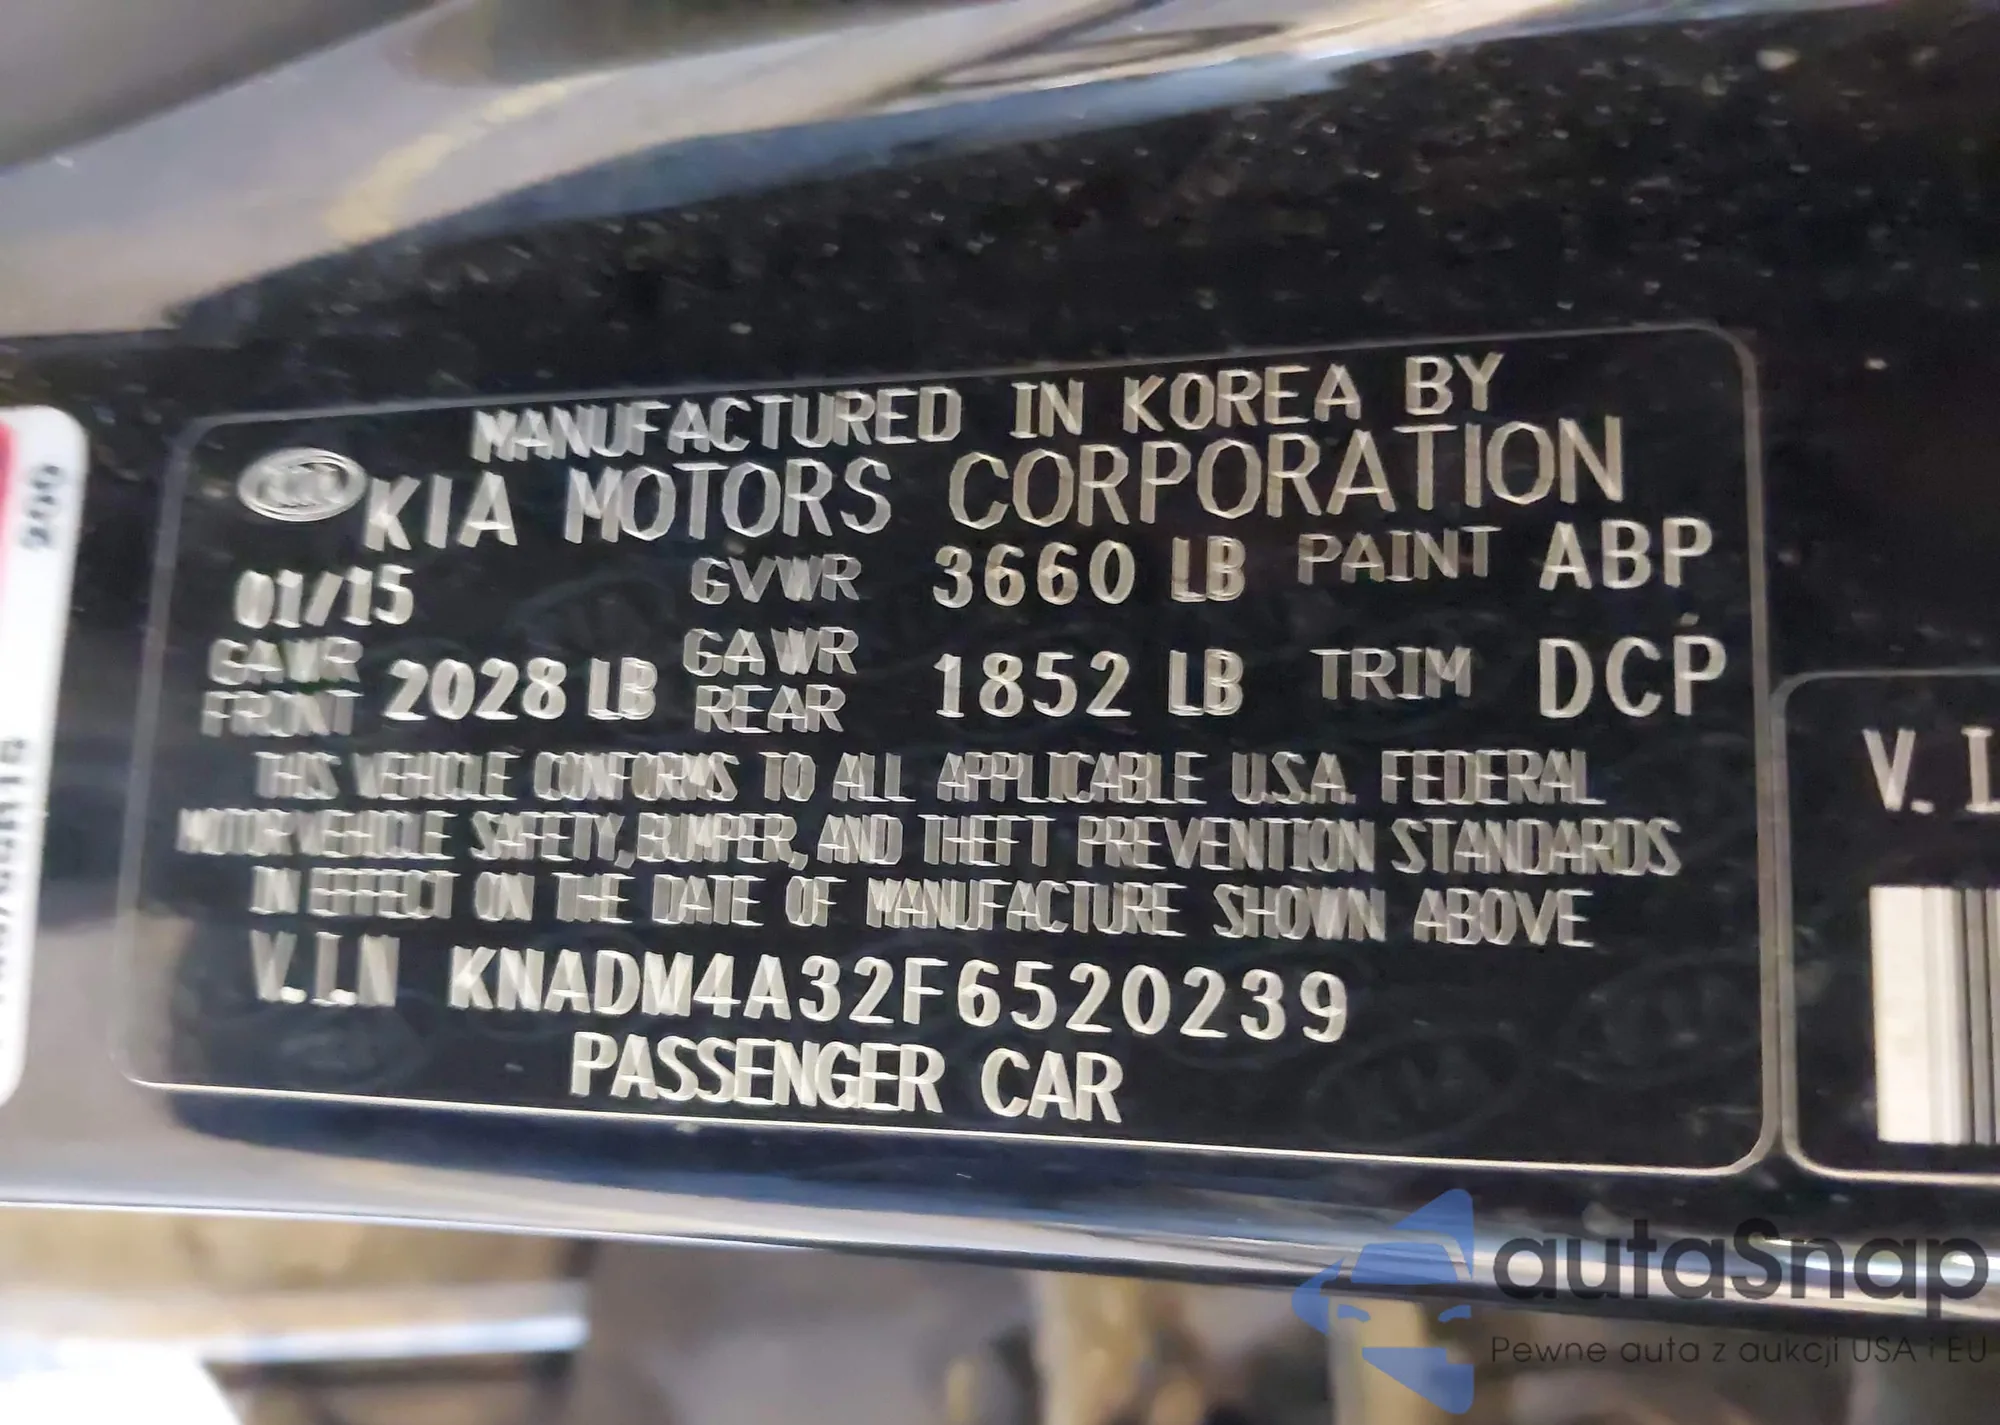 MANUFACTURED IN KOREA BY
KIA MOTORS CORPORATION
01/15 GVWR 3660 LB PAINT ABP
GAWR FRONT 2028 LB GAWR REAR 1852 LB TRIM DCP
THIS VEHICLE CONFORMS TO ALL APPLICABLE U.S.A. FEDERAL
MOTOR VEHICLE SAFETY, BUMPER, AND THEFT PREVENTION STANDARDS
IN EFFECT ON THE DATE OF MANUFACTURE SHOWN ABOVE
V.I.N KNADM4A32F6520239
PASSENGER CAR
V.I
autaSnap
Pewne auta z aukcji USA i EU